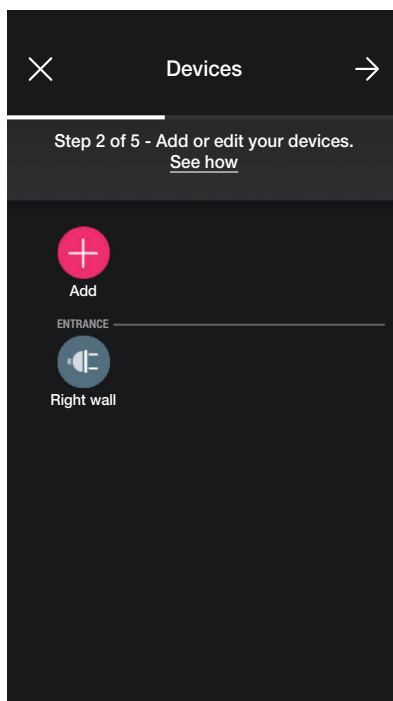 Devices
Step 2 of 5 - Add or edit your devices.
See how
Add
ENTRANCE
Right wall